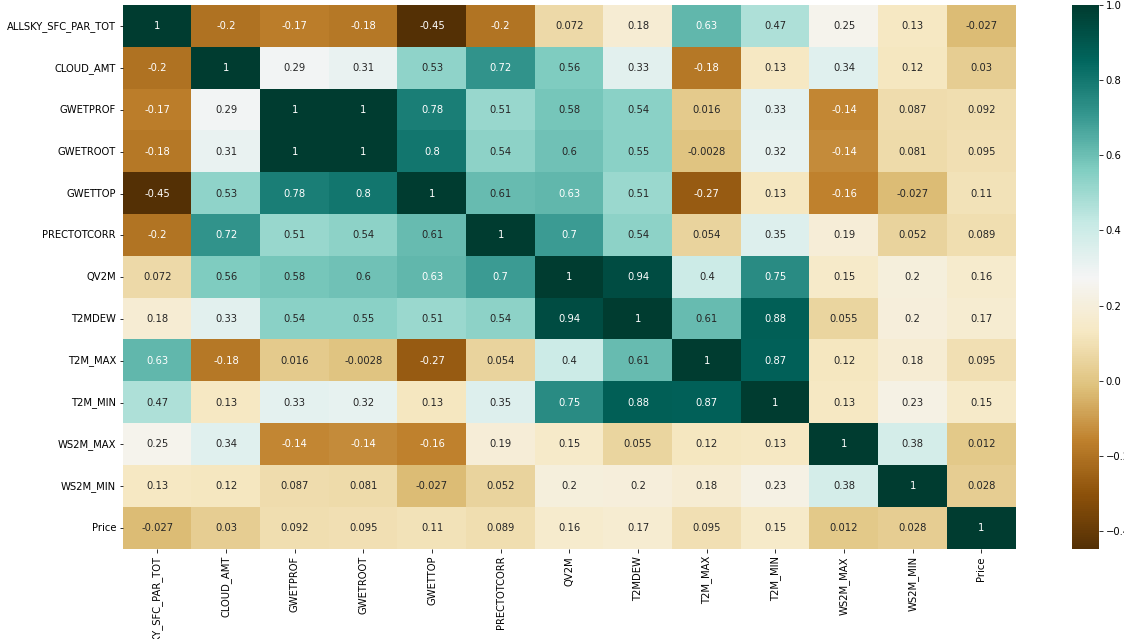 ALLSKY_SFC_PAR_TOT 1 -0.2 -0.17 -0.18 -0.45 -0.2 0.072 0.18 0.63 0.47 0.25 0.13 -0.027
CLOUD_AMT -0.2 1 0.29 0.31 0.53 0.72 0.56 0.33 -0.18 0.13 0.34 0.12 0.03
GWETPROF -0.17 0.29 1 1 0.78 0.51 0.58 0.54 0.016 0.33 -0.14 0.087 0.092
GWETROOT -0.18 0.31 1 1 0.8 0.54 0.6 0.55 -0.0028 0.32 -0.14 0.081 0.095
GWETTOP -0.45 0.53 0.78 0.8 1 0.61 0.63 0.51 -0.27 0.13 -0.16 -0.027 0.11
PRECTOTCORR -0.2 0.72 0.51 0.54 0.61 1 0.7 0.54 0.054 0.35 0.19 0.052 0.089
QV2M 0.072 0.56 0.58 0.6 0.63 0.7 1 0.94 0.4 0.75 0.15 0.2 0.16
T2MDEW 0.18 0.33 0.54 0.55 0.51 0.54 0.94 1 0.61 0.88 0.055 0.2 0.17
T2M_MAX 0.63 -0.18 0.016 -0.0028 -0.27 0.054 0.4 0.61 1 0.87 0.12 0.18 0.095
T2M_MIN 0.47 0.13 0.33 0.32 0.13 0.35 0.75 0.88 0.87 1 0.13 0.23 0.15
WS2M_MAX 0.25 0.34 -0.14 -0.14 -0.16 0.19 0.15 0.055 0.12 0.13 1 0.38 0.012
WS2M_MIN 0.13 0.12 0.087 0.081 -0.027 0.052 0.2 0.2 0.18 0.23 0.38 1 0.028
Price -0.027 0.03 0.092 0.095 0.11 0.089 0.16 0.17 0.095 0.15 0.012 0.028 1
KY_SFC_PAR_TOT
CLOUD_AMT
GWETPROF
GWETROOT
GWETTOP
PRECTOTCORR
QV2M
T2MDEW
T2M_MAX
T2M_MIN
WS2M_MAX
WS2M_MIN
Price
1.0
0.8
0.6
0.4
0.2
0.0